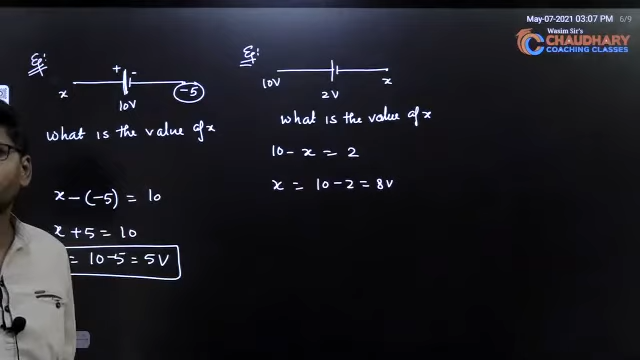 May-07-2021 03:07 PM 6/9
Wasim Sir's
CHAUDHARY
COACHING CLASSES
Eg:
+ -
x -5
10V
What is the value of x
x - (-5) = 10
x + 5 = 10
= 10-5 = 5V
Eg:
10V x
2V
What is the value of x
10 - x = 2
x = 10 - 2 = 8V